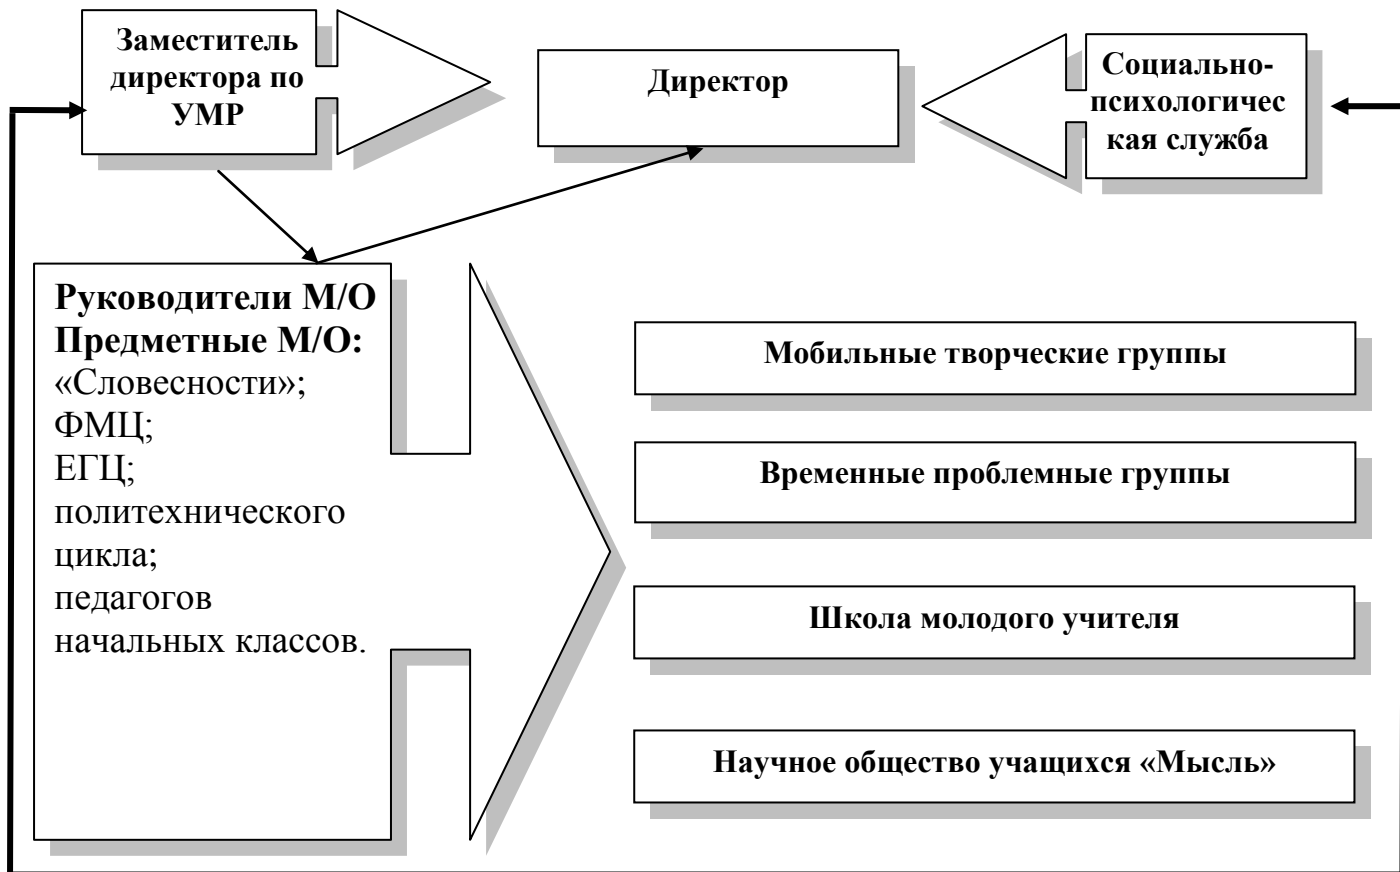 Заместитель
директора по
УМР
Директор
Социально-
психологичес
кая служба
Руководители М/О
Предметные М/О:
«Словесности»;
ФМЦ;
ЕГЦ;
политехнического
цикла;
педагогов
начальных классов.
Мобильные творческие группы
Временные проблемные группы
Школа молодого учителя
Научное общество учащихся «Мысль»